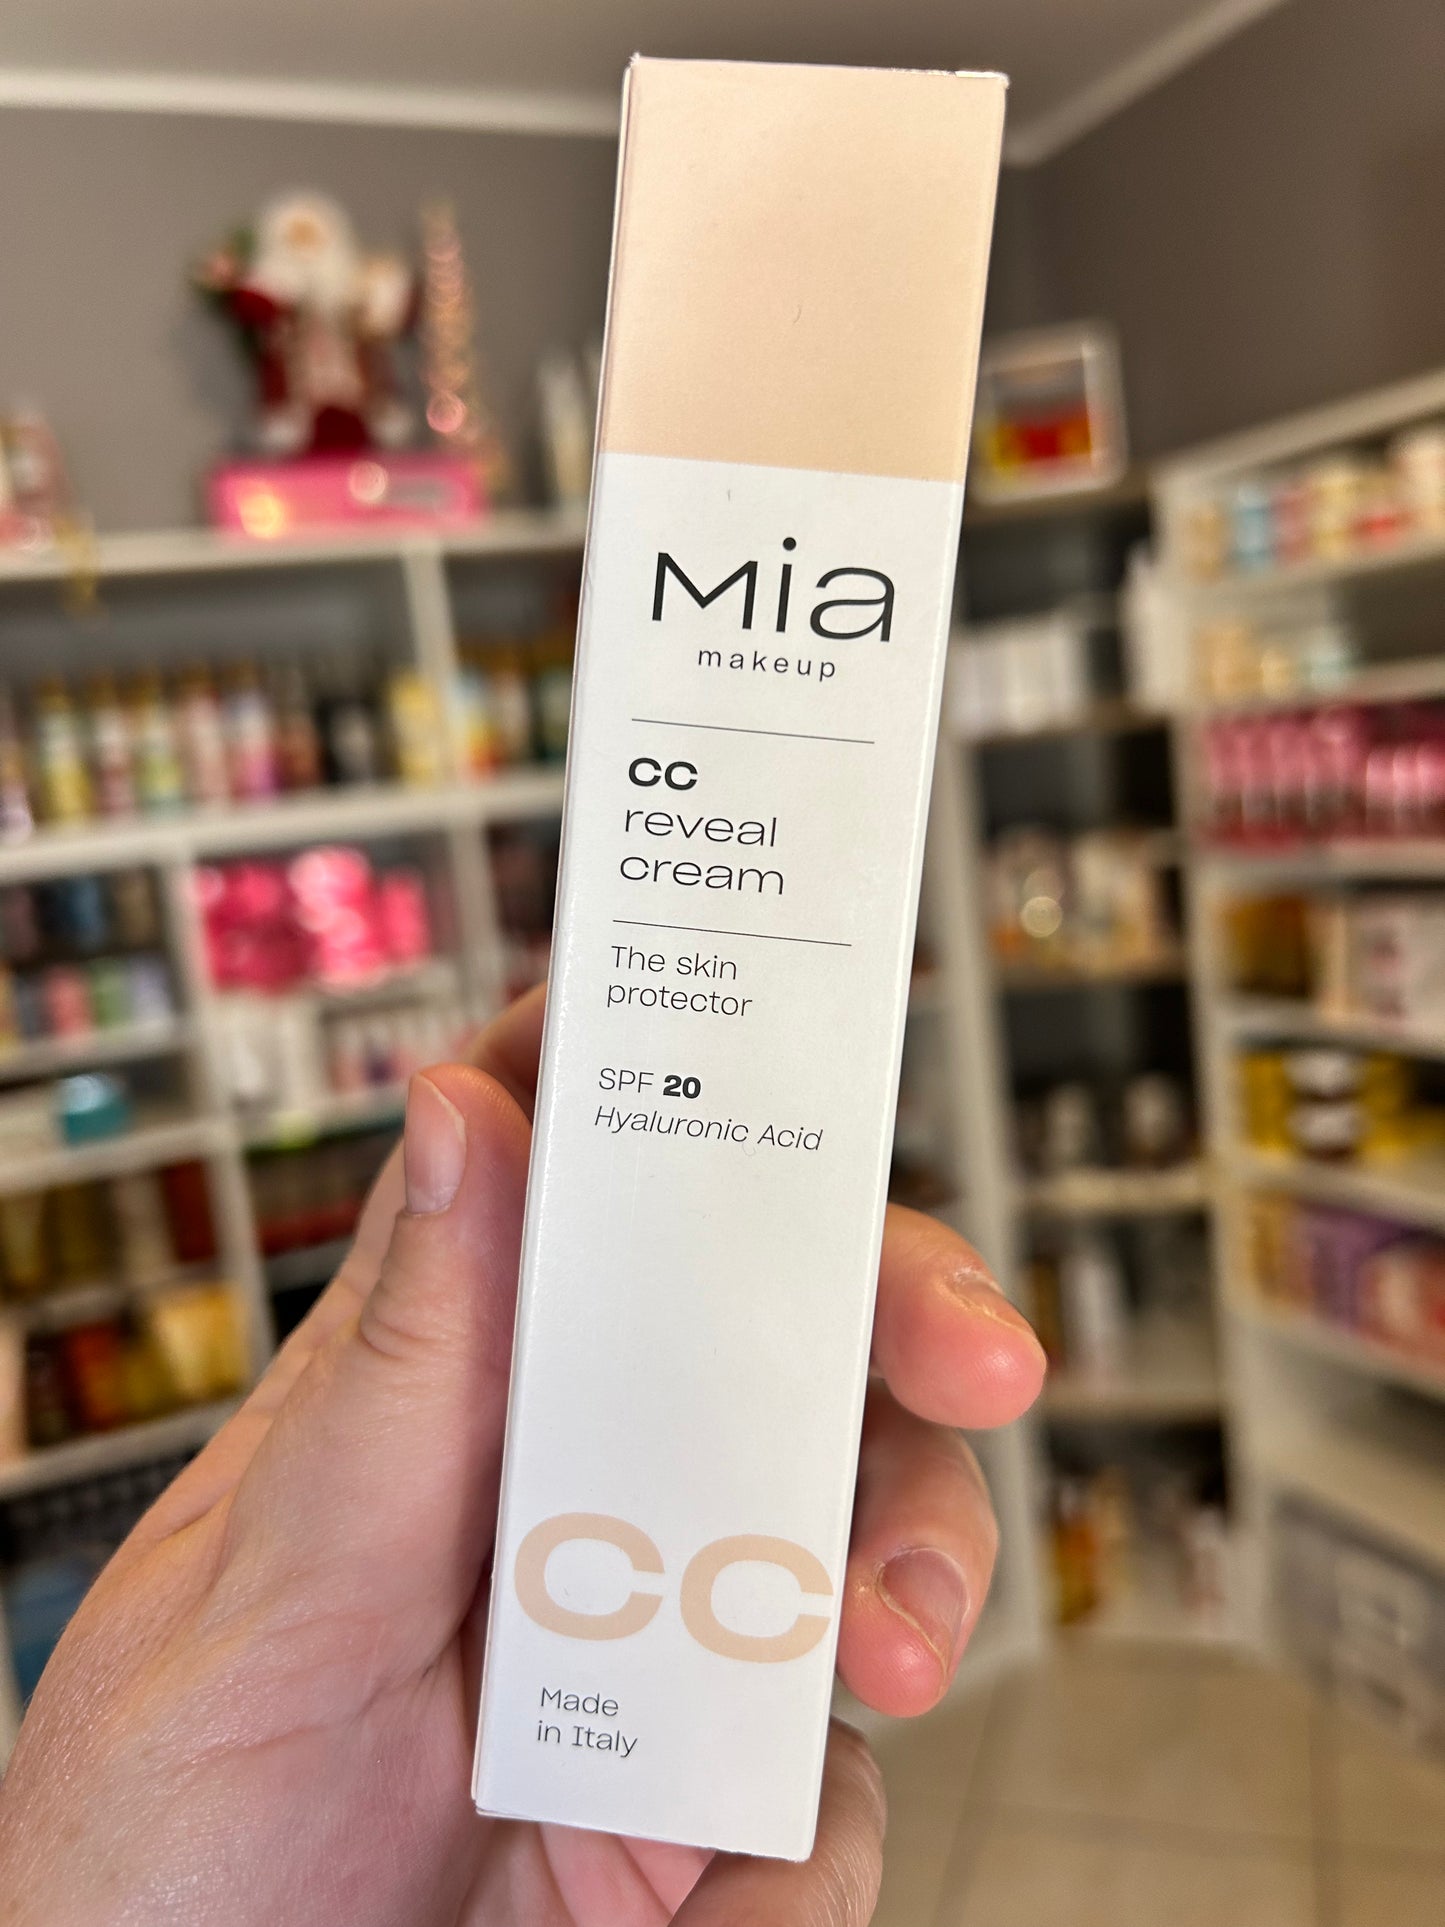 Mia
makeup
CC
reveal
cream
The skin
protector
SPF 20
Hyaluronic Acid
CC
Made
in Italy